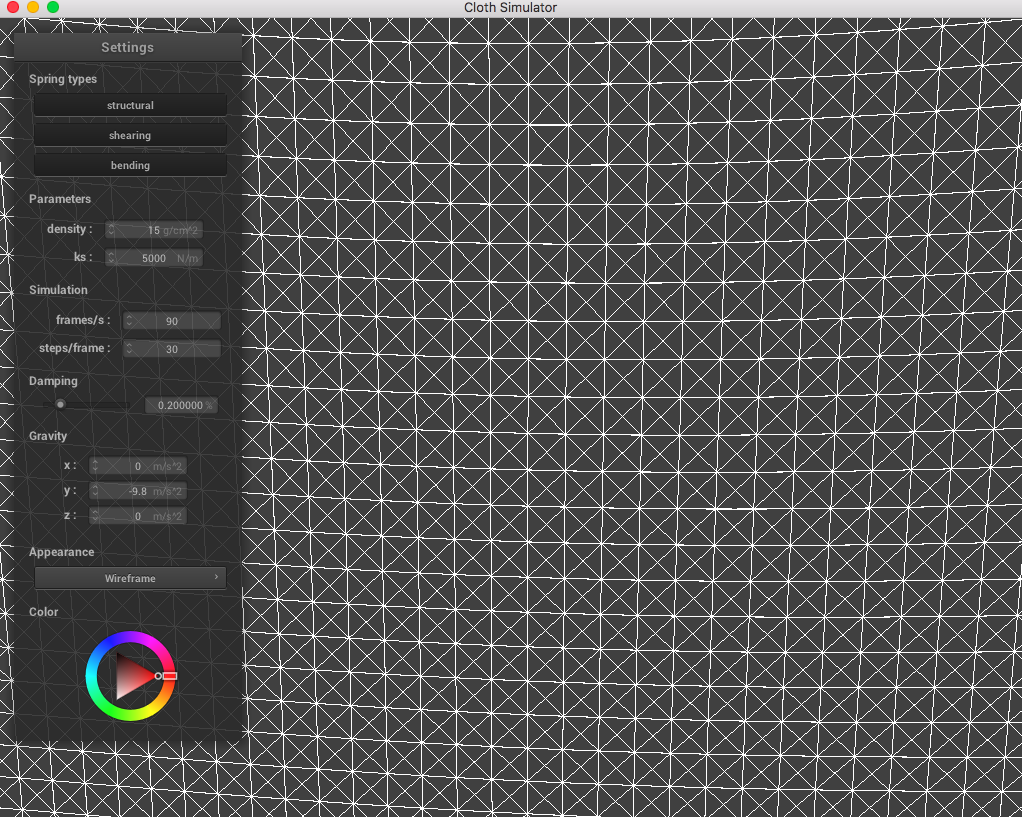 Cloth Simulator
Settings
Spring types
structural
shearing
bending
Parameters
density : 15 g/cm^2
ks : 5000 N/m
Simulation
frames/s : 90
steps/frame : 30
Damping
0.200000 %
Gravity
x : 0 m/s^2
y : -9.8 m/s^2
z : 0 m/s^2
Appearance
Wireframe ›
Color